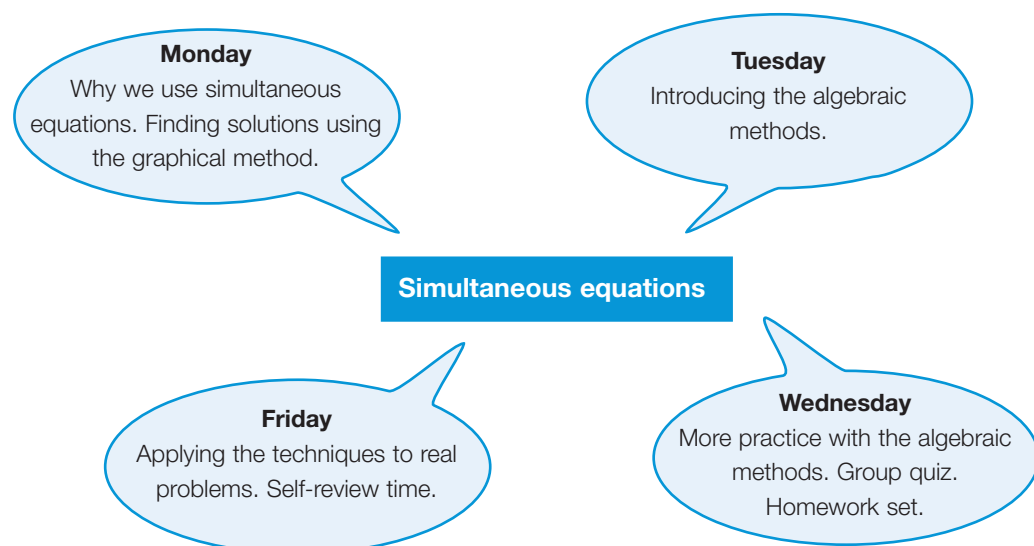 Monday
Why we use simultaneous
equations. Finding solutions using
the graphical method.
Tuesday
Introducing the algebraic
methods.
Simultaneous equations
Friday
Applying the techniques to real
problems. Self-review time.
Wednesday
More practice with the algebraic
methods. Group quiz.
Homework set.